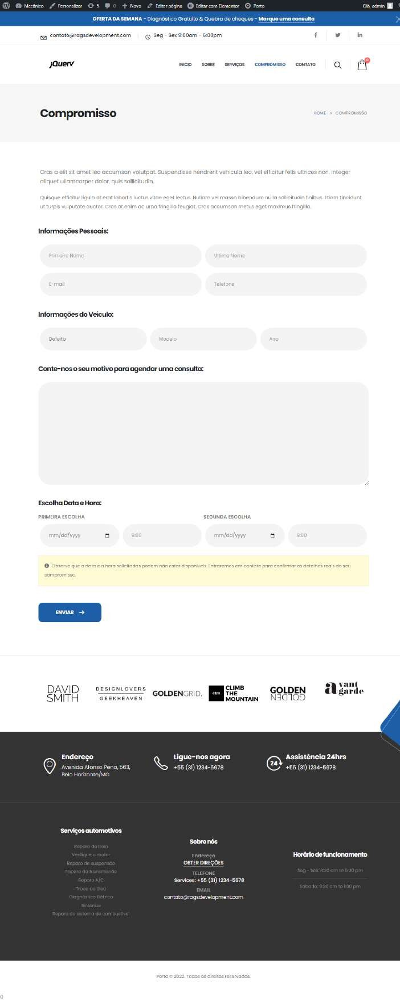 Mecânico Personalizar 5 0 Novo Editar página Editar com Elementor Porto Olá, admin
OFERTA DA SEMANA - Diagnóstico Gratuito & Quebra de cheques - Marque uma consulta
contato@ragsdevelopment.com Seg - Sex 9:00am - 6:00pm
jQuery INICIO SOBRE SERVIÇOS COMPROMISSO CONTATO 0
Compromisso HOME > COMPROMISSO
Cras a elit sit amet leo accumsan volutpat. Suspendisse hendrerit vehicula leo, vel efficitur felis ultrices non. Integer
aliquet ullamcorper dolor, quis sollicitudin.
Quisque efficitur ligula at erat lobortis luctus vitae eget lectus. Nullam vel massa bibendum nulla sollicitudin finibus. Etiam tincidunt
ut turpis vulputate auctor. Cras at enim ac urna fringilla feugiat. Cras accumsan metus eget maximus fringilla.
Informações Pessoais:
Primeiro Nome Ultimo Nome
E-mail Telefone
Informações do Veiculo:
Defeito Modelo Ano
Conte-nos o seu motivo para agendar uma consulta:
Escolha Data e Hora:
PRIMEIRA ESCOLHA SEGUNDA ESCOLHA
mm/dd/yyyy 9:00 mm/dd/yyyy 9:00
Observe que a data e a hora solicitadas podem não estar disponíveis. Entraremos em contato para confirmar os detalhes reais do seu
compromisso.
ENVIAR
DAVID
SMITH
DESIGNLOVERS
GEEKHEAVEN
GOLDENGRID.
ctm CLIMB
THE
MOUNTAIN
GOLDEN
GOLDEN
avant
garde
Endereço
Avenida Afonso Pena, 563,
Belo Horizonte/MG
Ligue-nos agora
+55 (31) 1234-5678
24 Assistência 24hrs
+55 (31) 1234-5678
Serviços automotivos
Reparo de freio
Verifique o motor
Reparo de suspensão
Reparo da transmissão
Reparo A/C
Troca de óleo
Diagnóstico Elétrico
Sintonize
Reparo do sistema de combustível
Sobre nós
Endereço
OBTER DIREÇÕES
TELEFONE
Services: +55 (31) 1234-5678
EMAIL
contato@ragsdevelopment.com
Horário de funcionamento
Seg - Sex: 8:30 am to 5:00 pm
Sabado: 9:30 am to 1:00 pm
Porto © 2022. Todos os direitos reservados.
0